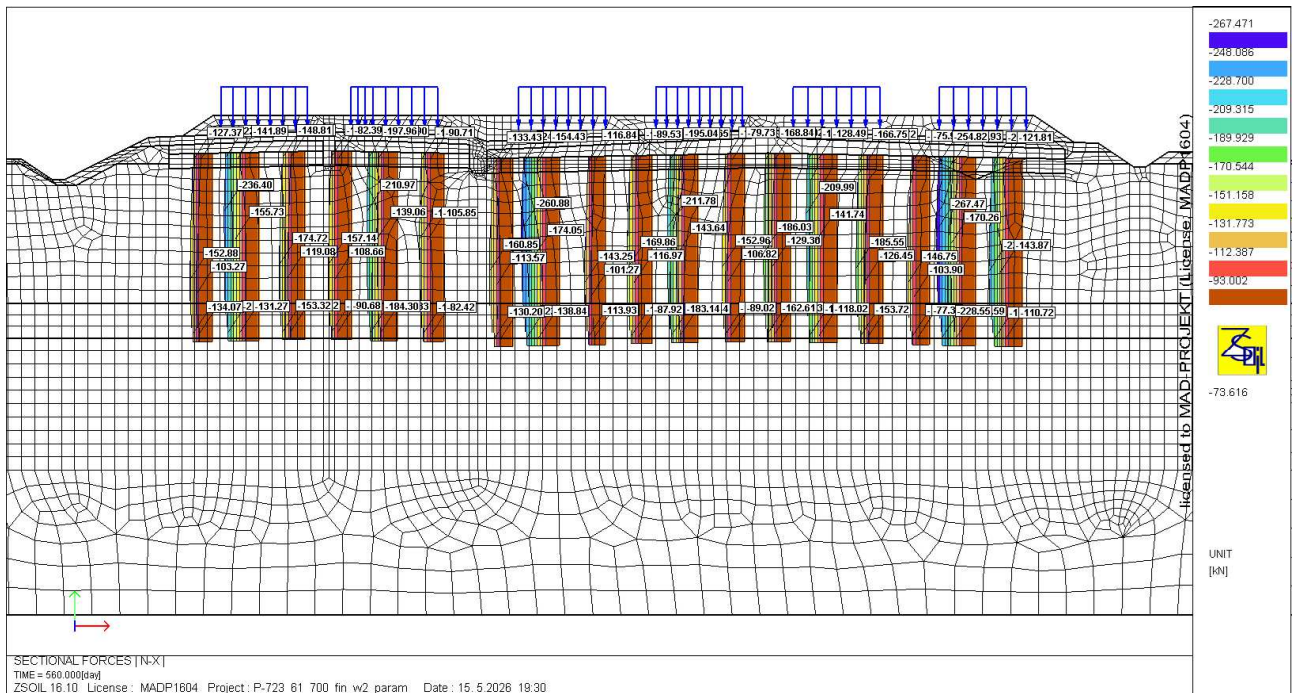 -267.471
-248.086
-228.700
-209.315
-189.929
-170.544
-151.158
-131.773
-112.387
-93.002
ZSOIL
-73.616
licensed to MAD-PROJEKT (License: MADP1604)
UNIT
[kN]
-127.37 -141.89 -148.81 -82.39 -197.96 -90.71 -133.43 -154.43 -116.84 -89.53 -195.04 -79.73 -168.84 -128.49 -166.75 -254.82 -121.81
-236.40 -210.97 -260.88 -211.78 -209.99 -267.47
-155.73 -139.06 -105.85 -174.05 -143.64 -141.74 -170.26
-174.72 -157.14 -160.85 -169.86 -152.96 -186.03 -185.55 -143.87
-152.88 -119.08 -108.66 -113.57 -143.25 -116.97 -106.82 -129.30 -126.45 -146.75
-103.27 -101.27 -103.90
-134.07 -131.27 -153.32 -90.68 -184.30 -82.42 -130.20 -138.84 -113.93 -87.92 -183.14 -89.02 -162.61 -118.02 -153.72 -228.55 -110.72
SECTIONAL FORCES | N-X |
TIME = 560.000[day]
ZSOIL 16.10 License : MADP1604 Project : P-723_61_700_fin_w2_param Date : 15. 5.2026 19:30